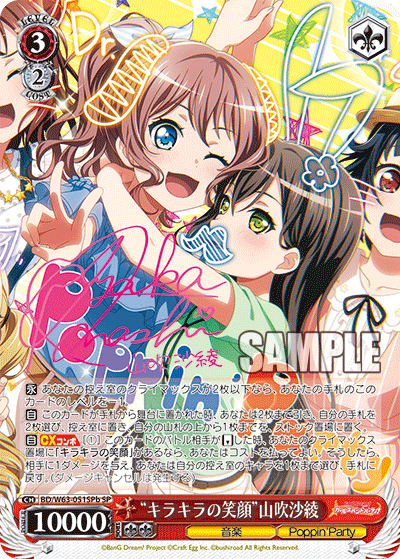 LEVEL
3
2
COST
Dr
SAMPLE
山吹沙綾
永 あなたの控え室のクライマックスが2枚以下なら、あなたの手札のこの
カードのレベルを-1。
自 このカードが手札から舞台に置かれた時、あなたは2枚まで引き、自分の手札を
2枚選び、控え室に置き、自分の山札の上から1枚までを、ストック置場に置く。
自 CXコンボ [(1)] このカードのバトル相手が【リバース】した時、あなたのクライマックス
置場に「キラキラの笑顔」があるなら、あなたはコストを払ってよい。そうしたら、
相手に1ダメージを与え、あなたは自分の控え室のキャラを1枚まで選び、手札に
戻す。(ダメージキャンセルは発生する)
CH BD/W63-051SPb SP
10000
“キラキラの笑顔”山吹沙綾
音楽
Poppin'Party
©BanG Dream! Project ©Craft Egg Inc. ©bushiroad All Rights Reserved.